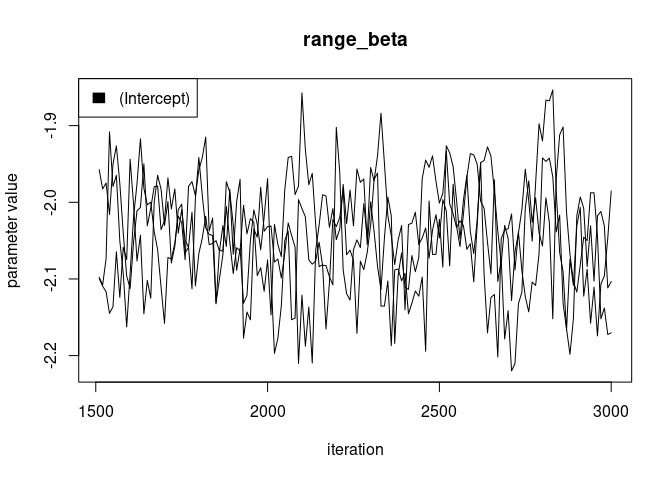 range_beta
(Intercept)
parameter value
-1.9
-2.0
-2.1
-2.2
1500 2000 2500 3000
iteration